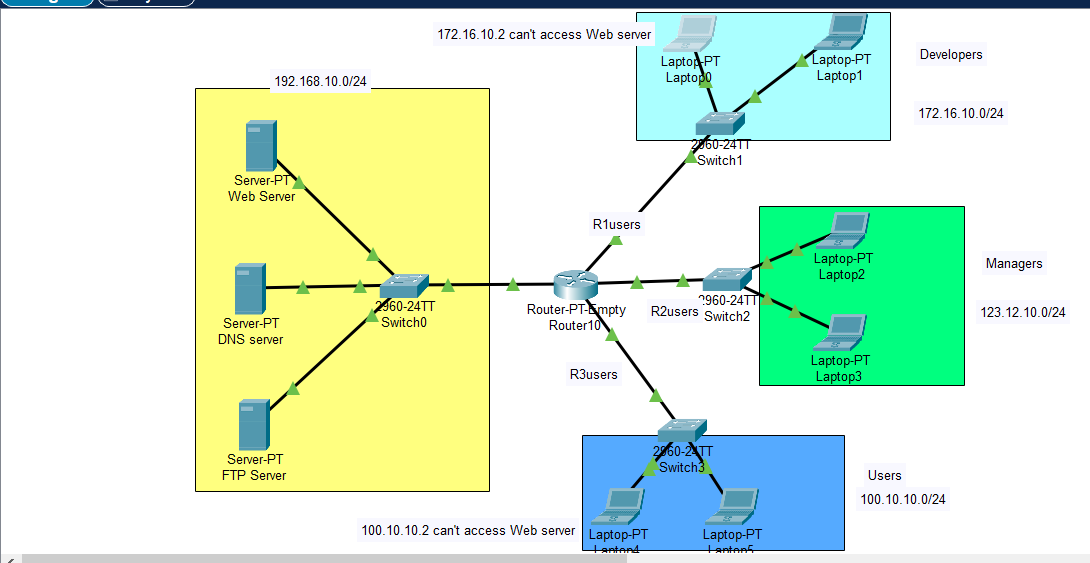 172.16.10.2 can't access Web server
Laptop-PT
Laptop0
Laptop-PT
Laptop1
Developers
192.168.10.0/24
172.16.10.0/24
2960-24TT
Switch1
Server-PT
Web Server
R1users
Laptop-PT
Laptop2
Managers
Server-PT
DNS server
2960-24TT
Switch0
Router-PT-Empty
Router10
R2users
2960-24TT
Switch2
123.12.10.0/24
Laptop-PT
Laptop3
R3users
Server-PT
FTP Server
2960-24TT
Switch3
Users
100.10.10.0/24
100.10.10.2 can't access Web server
Laptop-PT
Laptop4
Laptop-PT
Laptop5